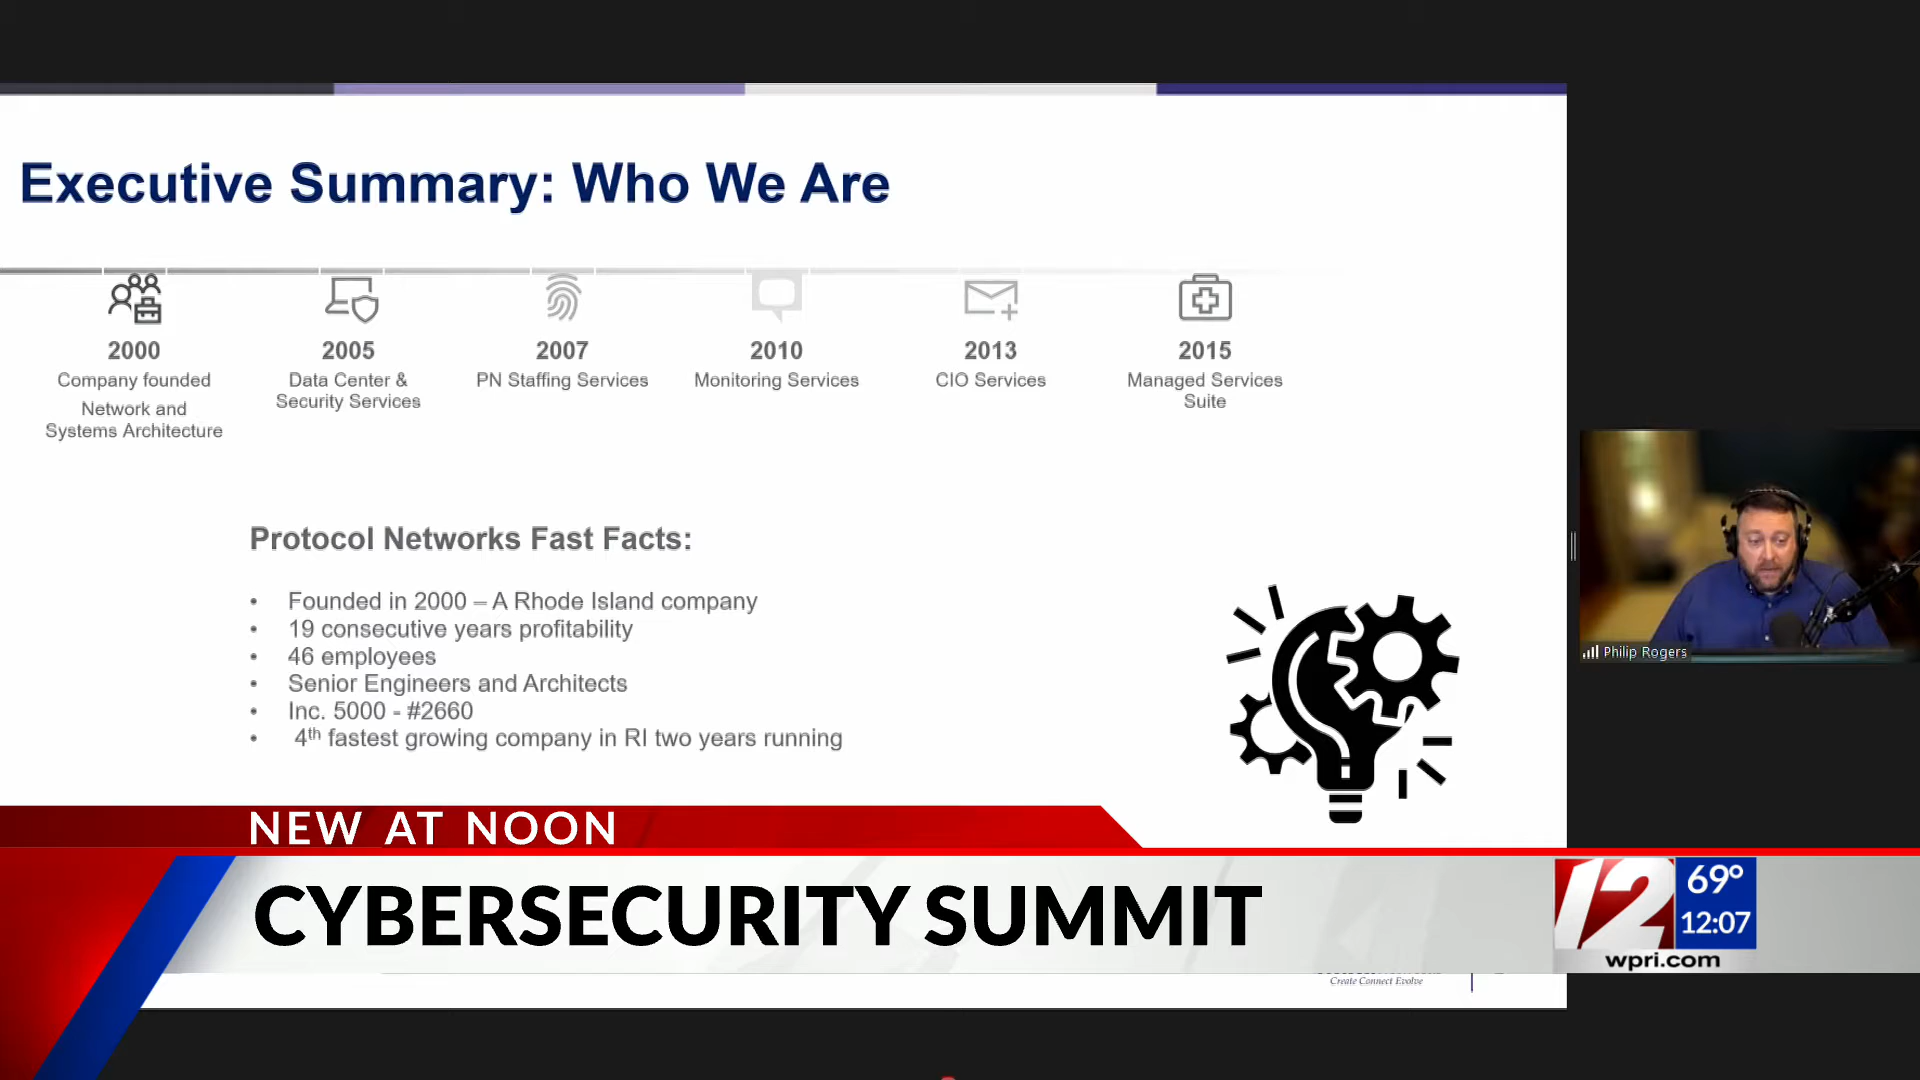 Executive Summary: Who We Are
2000
Company founded
Network and
Systems Architecture
2005
Data Center &
Security Services
2007
PN Staffing Services
2010
Monitoring Services
2013
CIO Services
2015
Managed Services
Suite
Protocol Networks Fast Facts:
• Founded in 2000 – A Rhode Island company
• 19 consecutive years profitability
• 46 employees
• Senior Engineers and Architects
• Inc. 5000 - #2660
• 4th fastest growing company in RI two years running
Philip Rogers
NEW AT NOON
CYBERSECURITY SUMMIT
12
69°
12:07
wpri.com
Create Connect Evolve